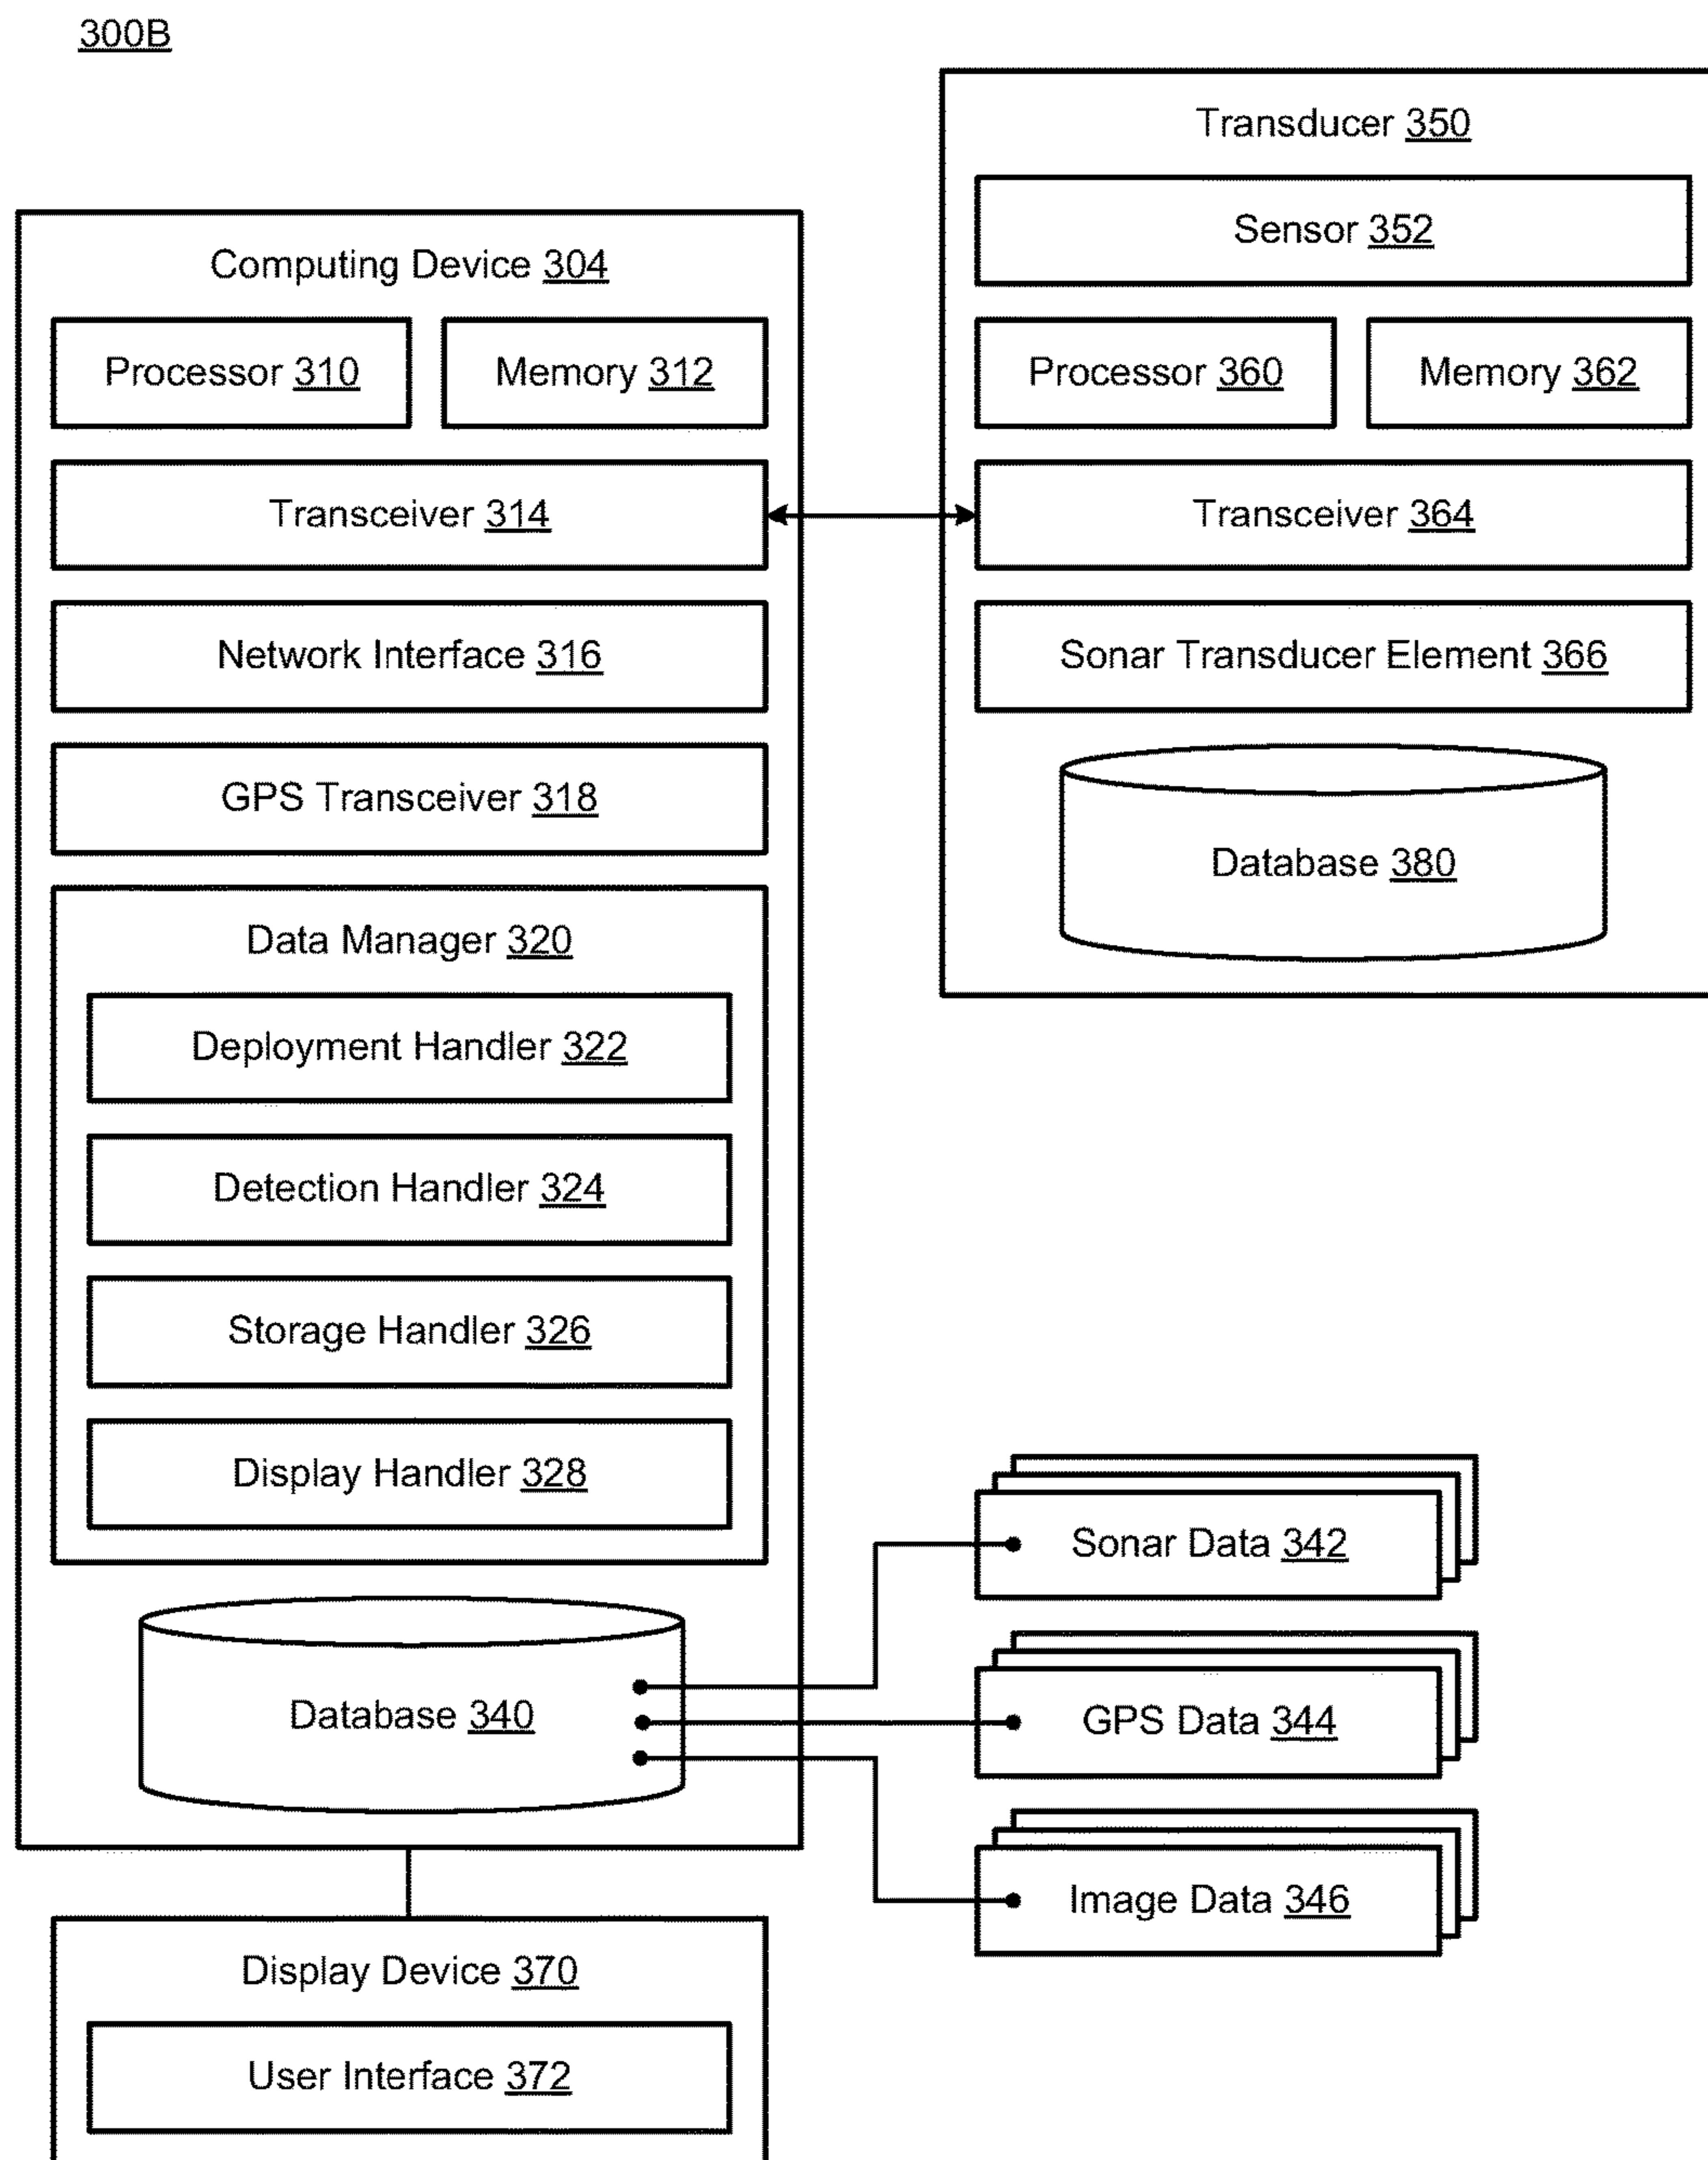 300B
Transducer 350
Sensor 352
Processor 360
Memory 362
Transceiver 364
Sonar Transducer Element 366
Database 380
Computing Device 304
Processor 310
Memory 312
Transceiver 314
Network Interface 316
GPS Transceiver 318
Data Manager 320
Deployment Handler 322
Detection Handler 324
Storage Handler 326
Display Handler 328
Database 340
Sonar Data 342
GPS Data 344
Image Data 346
Display Device 370
User Interface 372